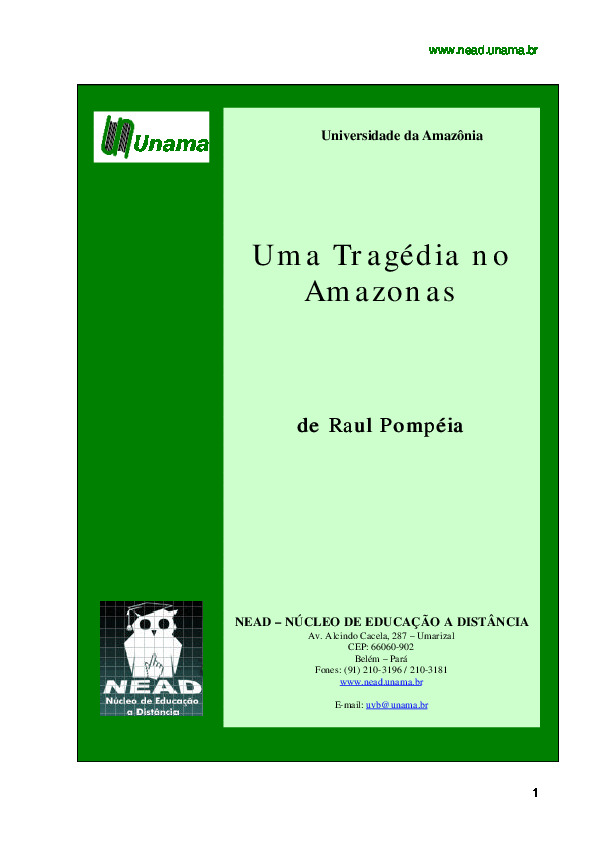 www.nead.unama.br
Unama
Universidade da Amazônia
Uma Tragédia no
Amazonas
de Raul Pompéia
NEAD – NÚCLEO DE EDUCAÇÃO A DISTÂNCIA
Av. Alcindo Cacela, 287 – Umarizal
CEP: 66060-902
Belém – Pará
Fones: (91) 210-3196 / 210-3181
www.nead.unama.br
E-mail: uvb@unama.br
NEAD
Núcleo de Educação
a Distância
1